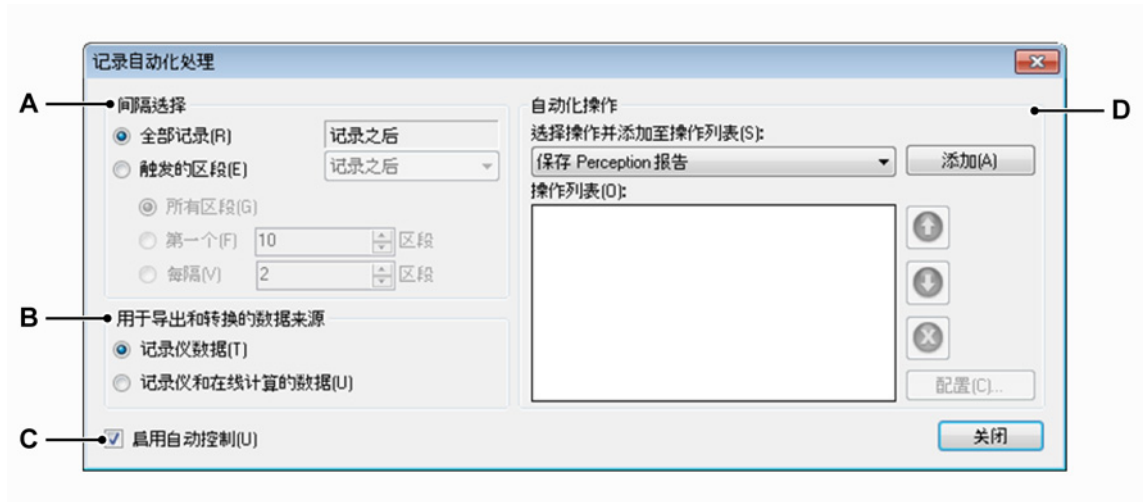 记录自动化处理
A
间隔选择
全部记录(R)
记录之后
触发的区段(E)
记录之后
所有区段(G)
第一个(F) 10 区段
每隔(V) 2 区段
B
用于导出和转换的数据来源
记录仪数据(T)
记录仪和在线计算的数据(U)
C
启用自动控制(U)
自动化操作
D
选择操作并添加至操作列表(S):
保存 Perception 报告
添加(A)
操作列表(O):
配置(C)...
关闭